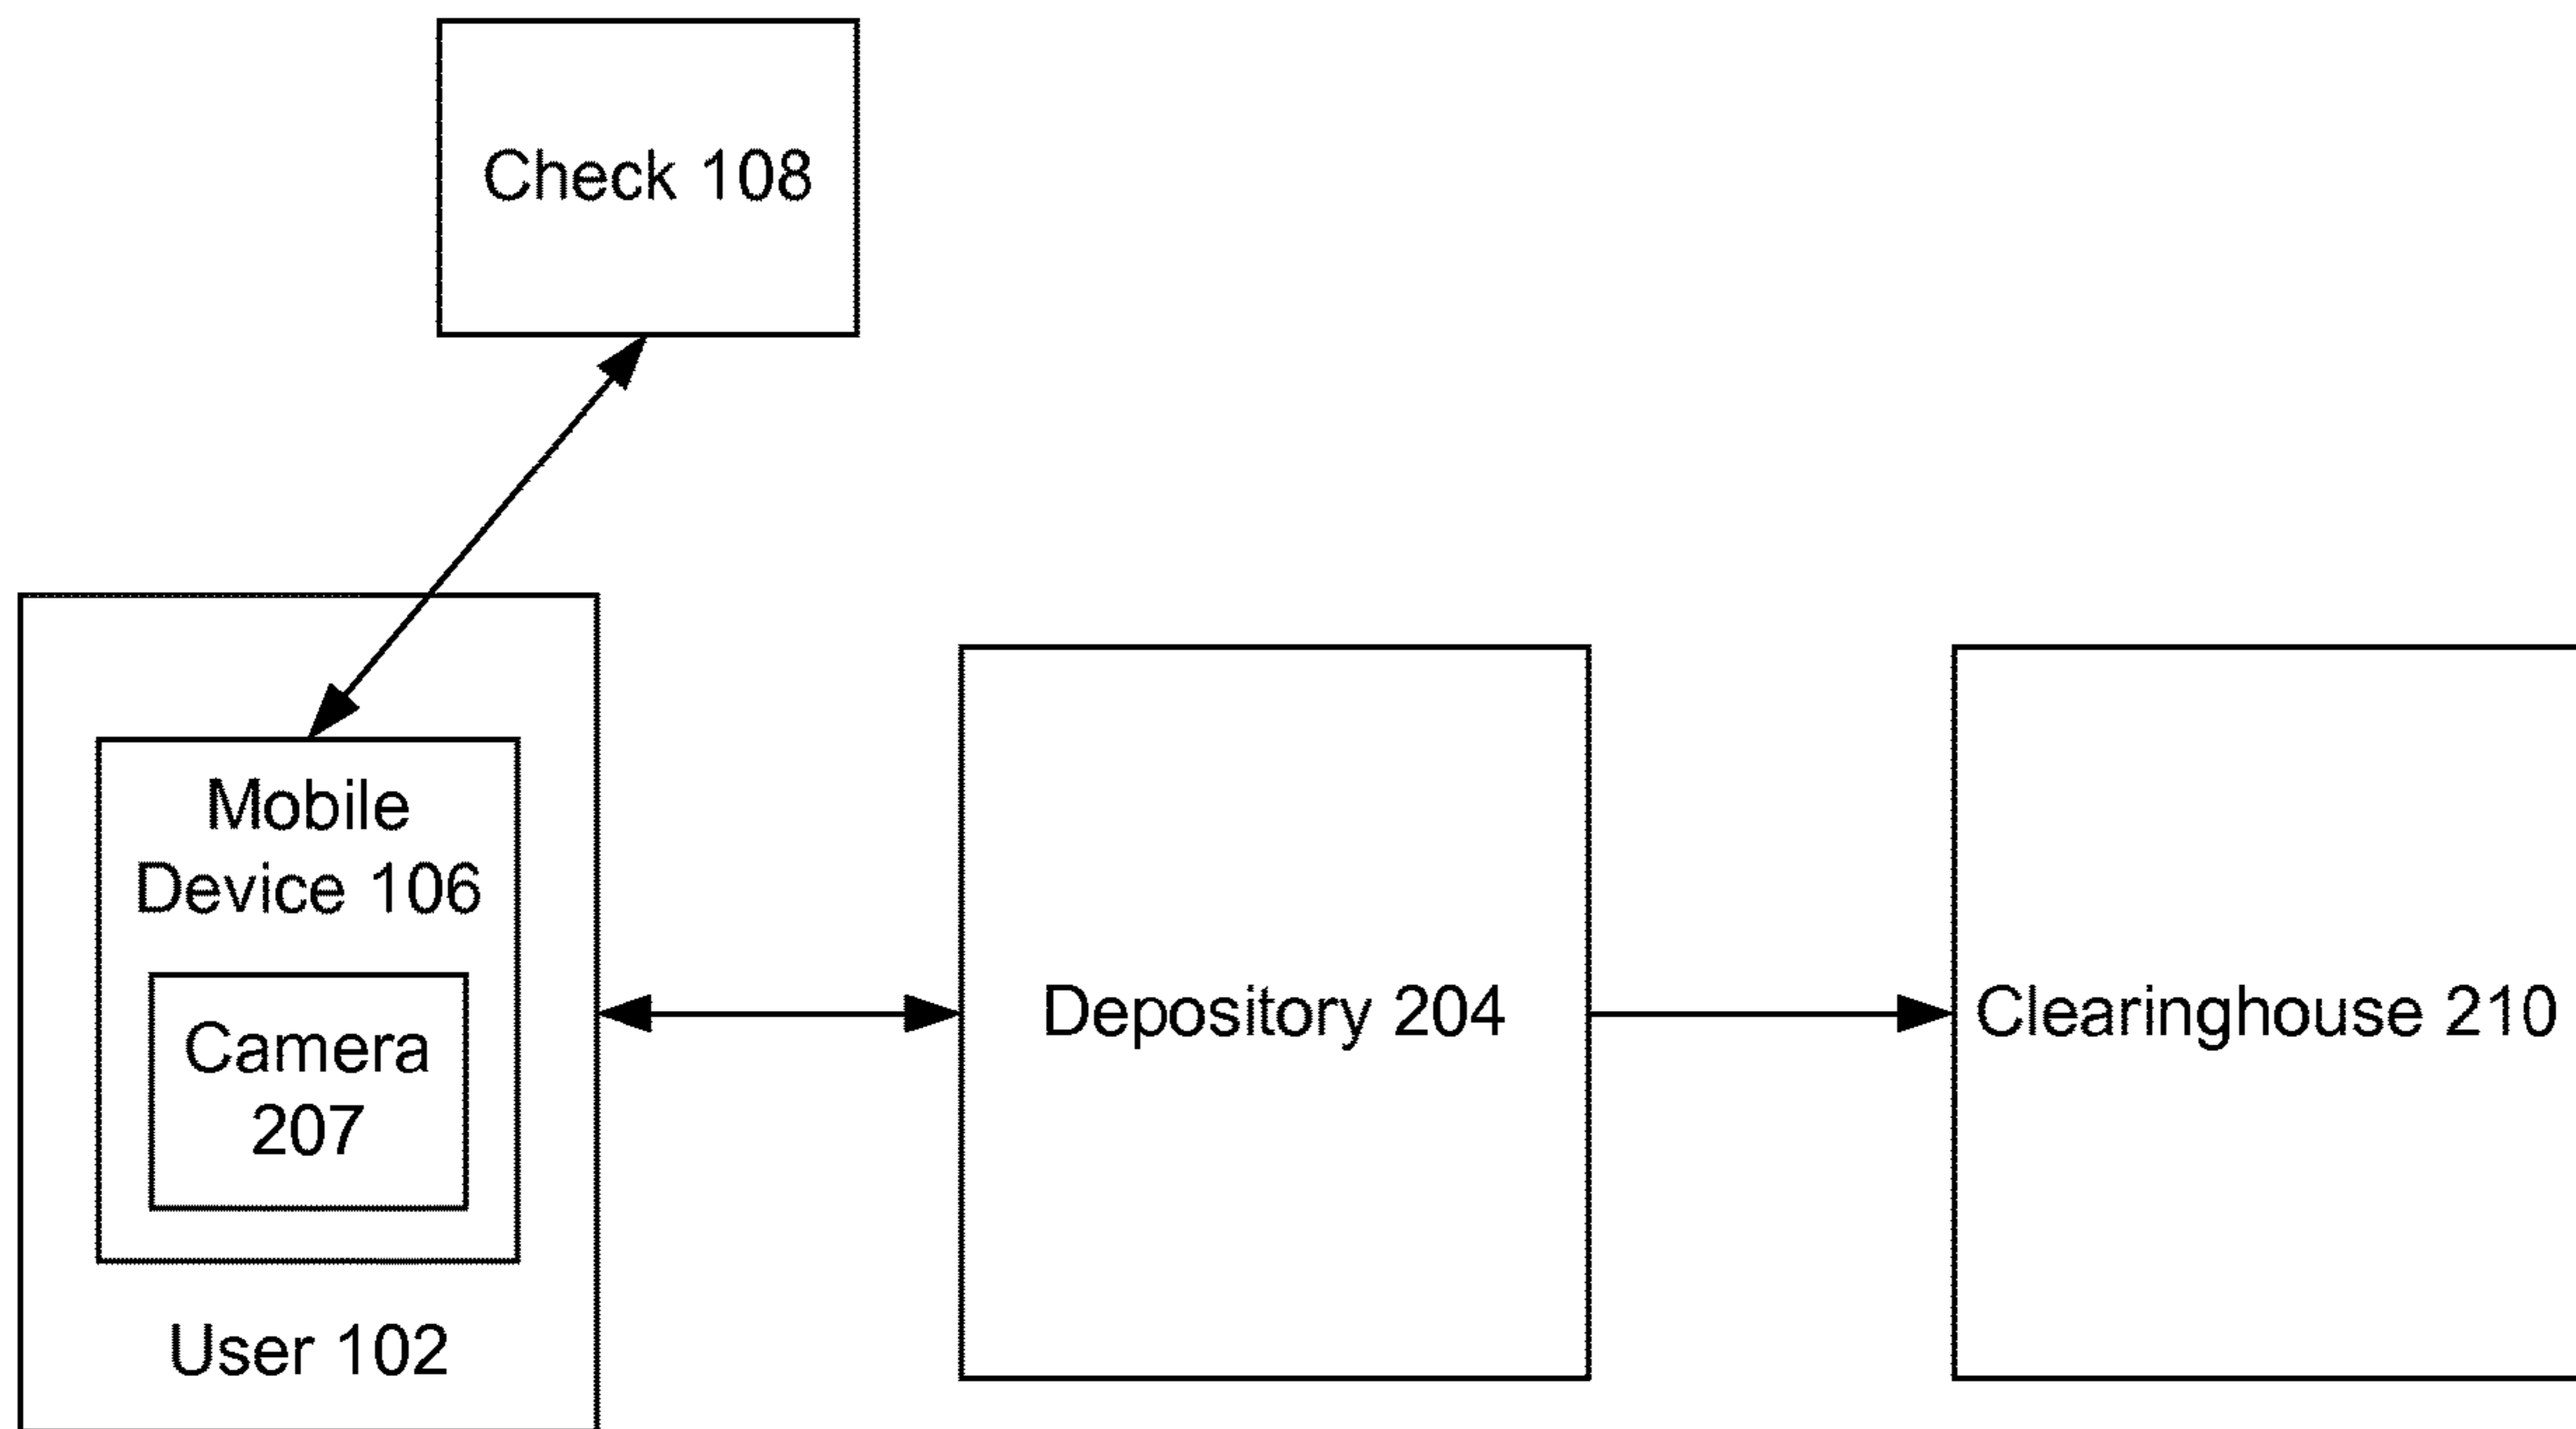 Check 108
Mobile
Device 106
Camera
207
User 102
Depository 204
Clearinghouse 210